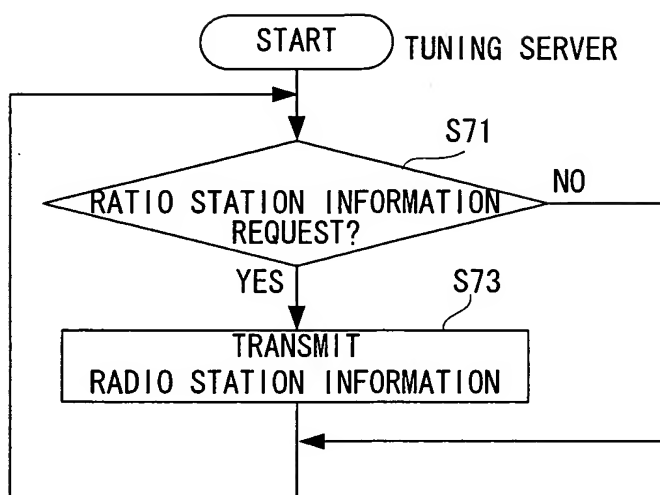 START
TUNING SERVER
S71
RATIO STATION INFORMATION
REQUEST?
NO
YES
S73
TRANSMIT
RADIO STATION INFORMATION